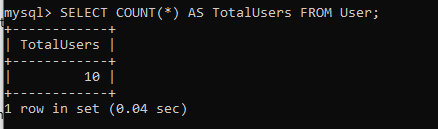 mysql> SELECT COUNT(*) AS TotalUsers FROM User;
+------------+
| TotalUsers |
+------------+
|         10 |
+------------+
1 row in set (0.04 sec)